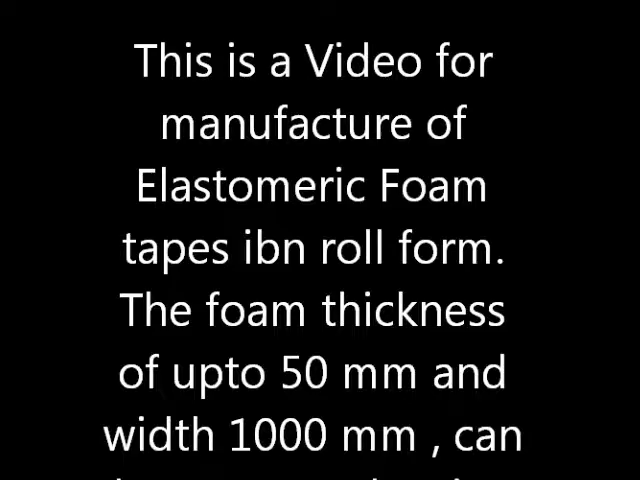 This is a Video for
manufacture of
Elastomeric Foam
tapes ibn roll form.
The foam thickness
of upto 50 mm and
width 1000 mm , can